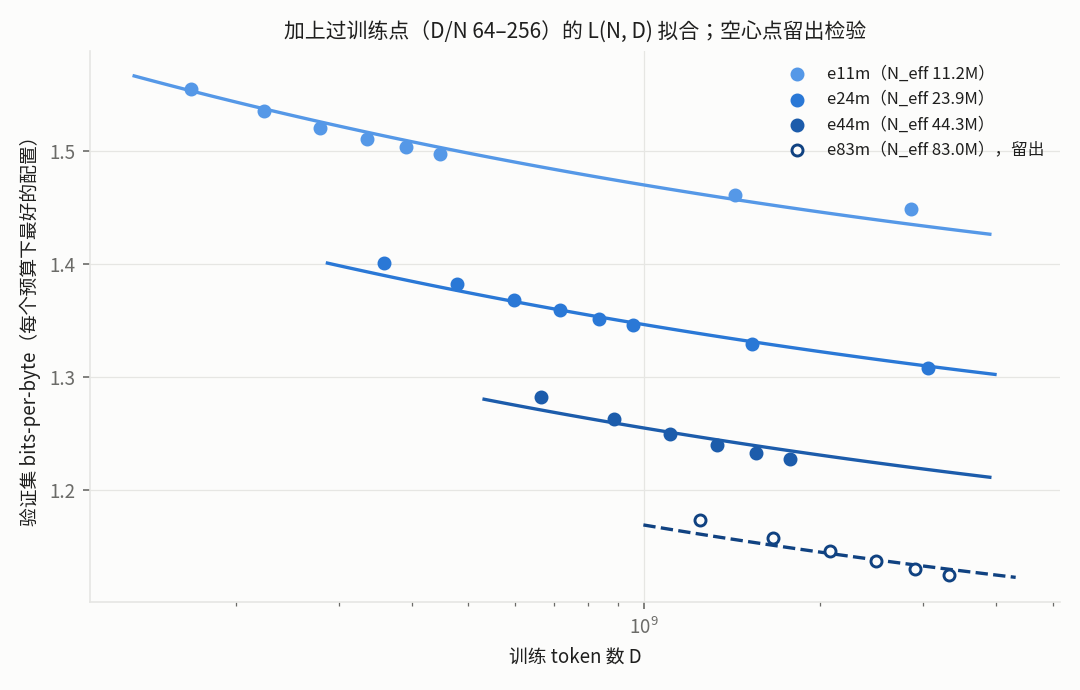 加上过训练点（D/N 64–256）的 L(N, D) 拟合；空心点留出检验
e11m（N_eff 11.2M）
e24m（N_eff 23.9M）
e44m（N_eff 44.3M）
e83m（N_eff 83.0M），留出
验证集 bits-per-byte（每个预算下最好的配置）
1.5
1.4
1.3
1.2
10⁹
训练 token 数 D